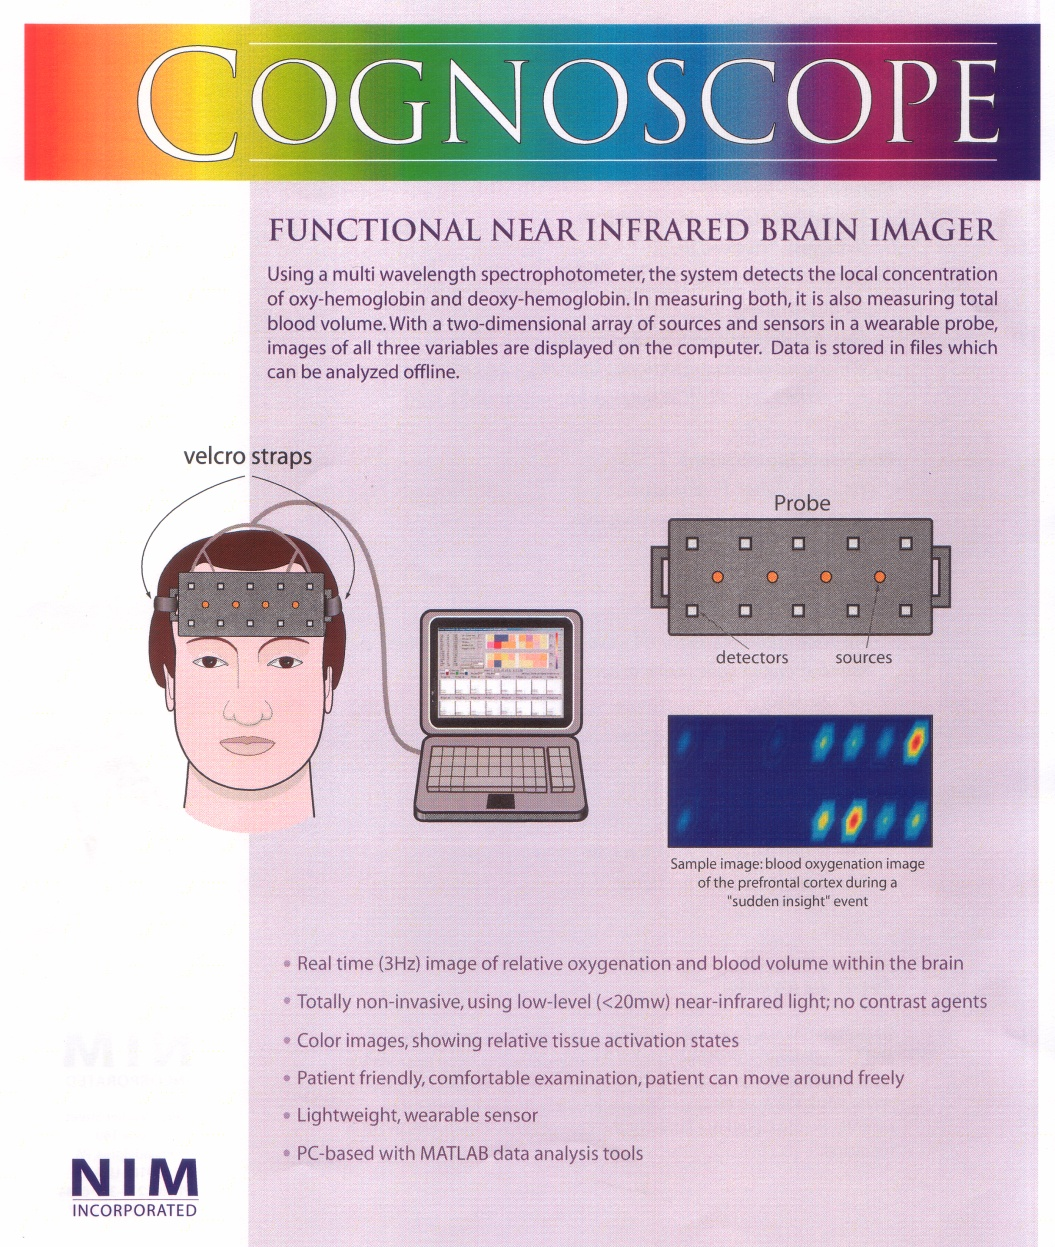 COGNOSCOPE
FUNCTIONAL NEAR INFRARED BRAIN IMAGER
Using a multi wavelength spectrophotometer, the system detects the local concentration
of oxy-hemoglobin and deoxy-hemoglobin. In measuring both, it is also measuring total
blood volume. With a two-dimensional array of sources and sensors in a wearable probe,
images of all three variables are displayed on the computer. Data is stored in files which
can be analyzed offline.
velcro straps
Probe
detectors
sources
Sample image: blood oxygenation image
of the prefrontal cortex during a
"sudden insight" event
• Real time (3Hz) image of relative oxygenation and blood volume within the brain
• Totally non-invasive, using low-level (<20mw) near-infrared light; no contrast agents
• Color images, showing relative tissue activation states
• Patient friendly, comfortable examination, patient can move around freely
• Lightweight, wearable sensor
• PC-based with MATLAB data analysis tools
NIM
INCORPORATED